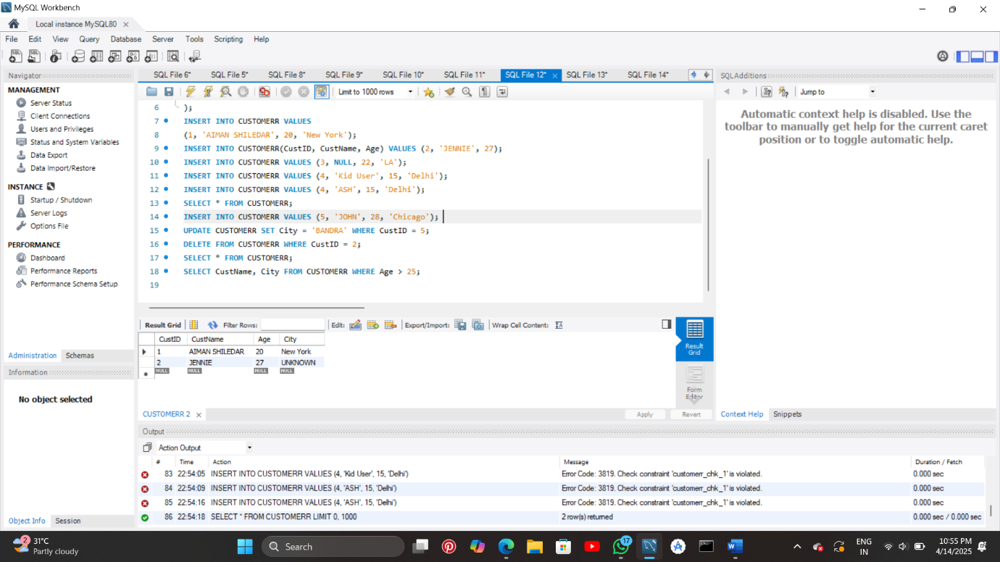 MySQL Workbench
Local instance MySQL80
File Edit View Query Database Server Tools Scripting Help
Navigator
MANAGEMENT
Server Status
Client Connections
Users and Privileges
Status and System Variables
Data Export
Data Import/Restore
INSTANCE
Startup / Shutdown
Server Logs
Options File
PERFORMANCE
Dashboard
Performance Reports
Performance Schema Setup
Administration Schemas
Information
No object selected
Object Info Session
SQL File 6* SQL File 5* SQL File 8* SQL File 9* SQL File 10* SQL File 11* SQL File 12* SQL File 13* SQL File 14*
Limit to 1000 rows
6 );
7 INSERT INTO CUSTOMERR VALUES
8 (1, 'AIMAN SHILEDAR', 20, 'New York');
9 INSERT INTO CUSTOMERR(CustID, CustName, Age) VALUES (2, 'JENNIE', 27);
10 INSERT INTO CUSTOMERR VALUES (3, NULL, 22, 'LA');
11 INSERT INTO CUSTOMERR VALUES (4, 'Kid User', 15, 'Delhi');
12 INSERT INTO CUSTOMERR VALUES (4, 'ASH', 15, 'Delhi');
13 SELECT * FROM CUSTOMERR;
14 INSERT INTO CUSTOMERR VALUES (5, 'JOHN', 28, 'Chicago');
15 UPDATE CUSTOMERR SET City = 'BANDRA' WHERE CustID = 5;
16 DELETE FROM CUSTOMERR WHERE CustID = 2;
17 SELECT * FROM CUSTOMERR;
18 SELECT CustName, City FROM CUSTOMERR WHERE Age > 25;
19
Result Grid Filter Rows: Edit: Export/Import: Wrap Cell Content:
CustID CustName Age City
1 AIMAN SHILEDAR 20 New York
2 JENNIE 27 UNKNOWN
NULL NULL NULL NULL
Result
Grid
Form
Editor
CUSTOMERR 2
Apply Revert
SQLAdditions
Jump to
Automatic context help is disabled. Use the
toolbar to manually get help for the current caret
position or to toggle automatic help.
Context Help Snippets
Output
Action Output
# Time Action Message Duration / Fetch
83 22:54:05 INSERT INTO CUSTOMERR VALUES (4, 'Kid User', 15, 'Delhi') Error Code: 3819. Check constraint 'customerr_chk_1' is violated. 0.000 sec
84 22:54:09 INSERT INTO CUSTOMERR VALUES (4, 'ASH', 15, 'Delhi') Error Code: 3819. Check constraint 'customerr_chk_1' is violated. 0.000 sec
85 22:54:16 INSERT INTO CUSTOMERR VALUES (4, 'ASH', 15, 'Delhi') Error Code: 3819. Check constraint 'customerr_chk_1' is violated. 0.000 sec
86 22:54:18 SELECT * FROM CUSTOMERR LIMIT 0, 1000 2 row(s) returned 0.000 sec / 0.000 sec
2
31°C
Partly cloudy
Search
17
ENG
IN
10:55 PM
4/14/2025